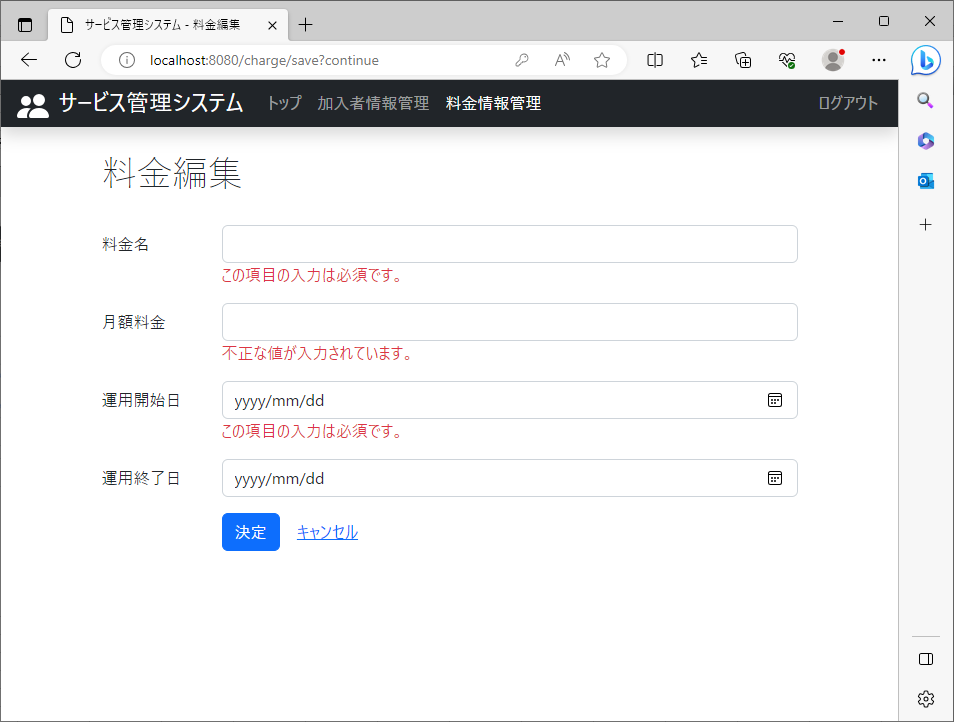 サービス管理システム - 料金編集
localhost:8080/charge/save?continue
サービス管理システム トップ 加入者情報管理 料金情報管理 ログアウト
料金編集
料金名
この項目の入力は必須です。
月額料金
不正な値が入力されています。
運用開始日 yyyy/mm/dd
この項目の入力は必須です。
運用終了日 yyyy/mm/dd
決定 キャンセル